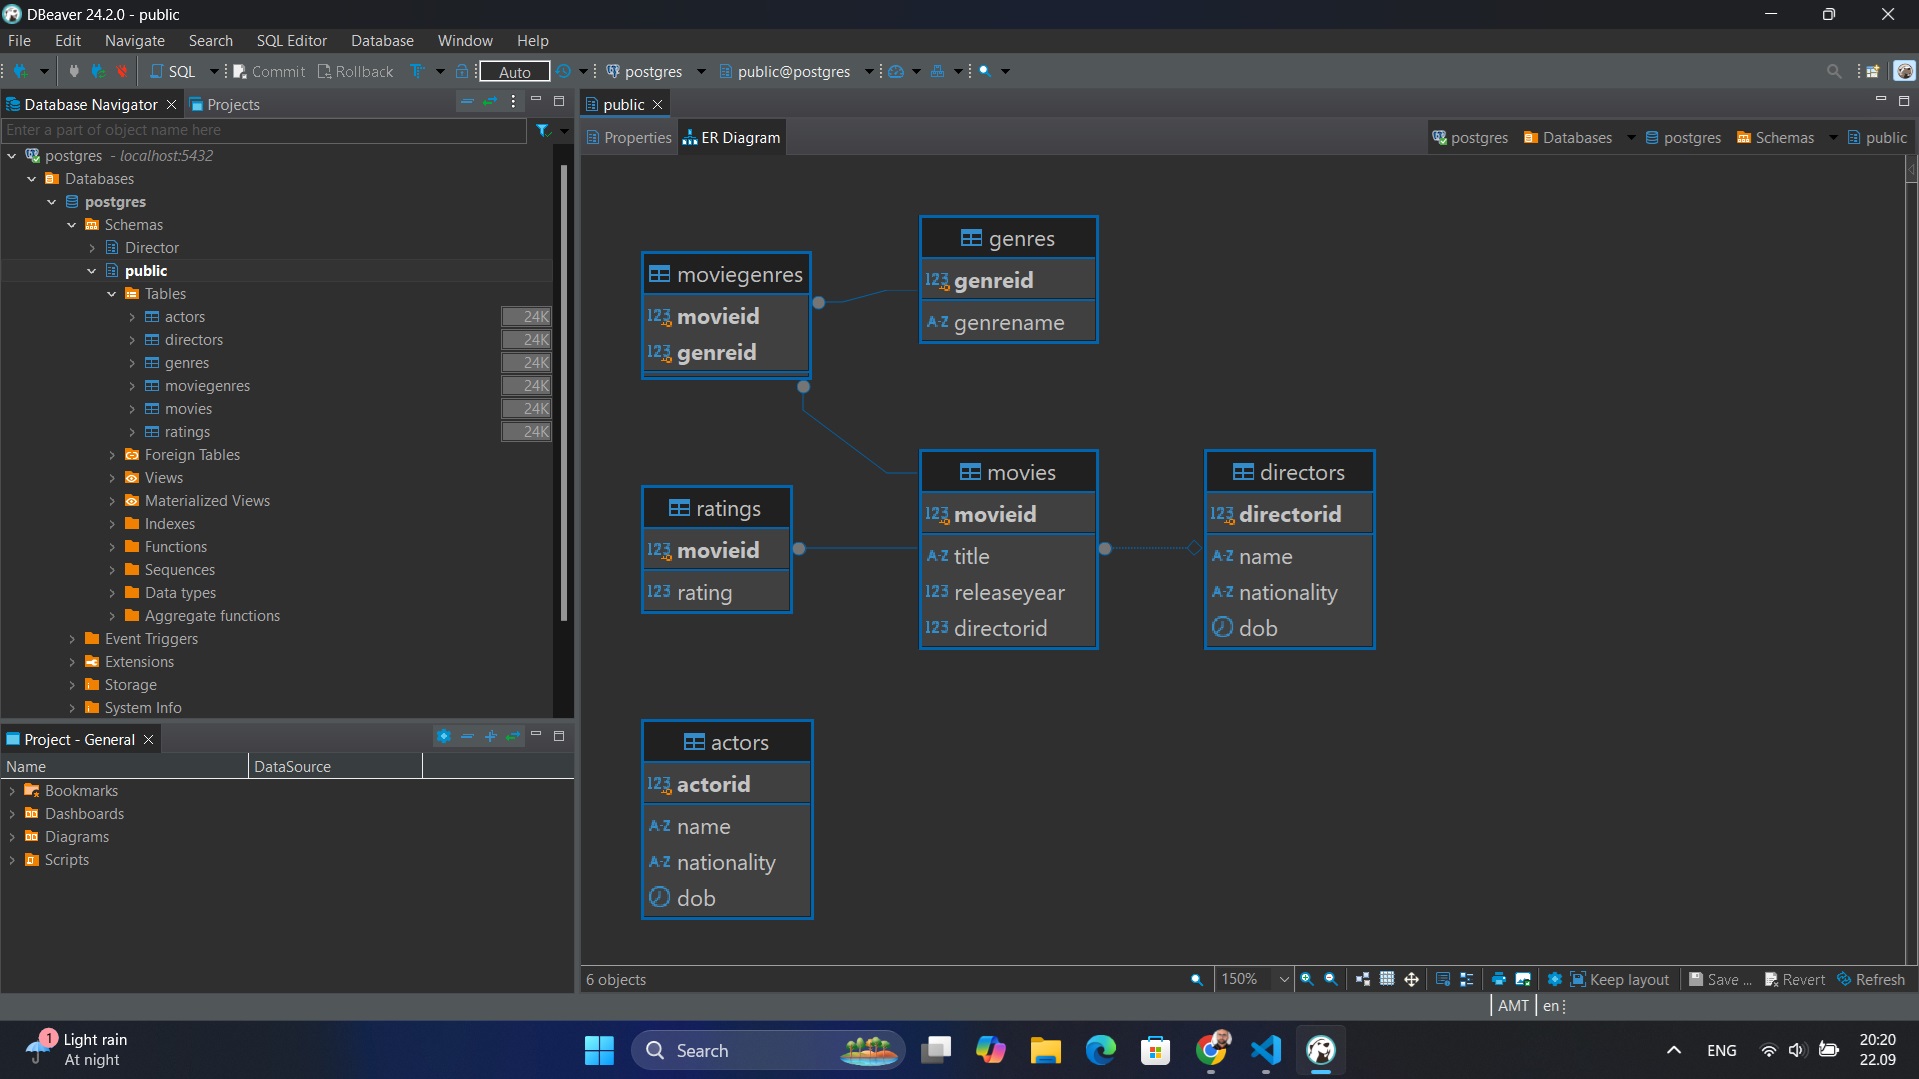 DBeaver 24.2.0 - public
File Edit Navigate Search SQL Editor Database Window Help
SQL Commit Rollback Auto postgres public@postgres
Database Navigator Projects
Enter a part of object name here
postgres - localhost:5432
Databases
postgres
Schemas
Director
public
Tables
actors 24K
directors 24K
genres 24K
moviegenres 24K
movies 24K
ratings 24K
Foreign Tables
Views
Materialized Views
Indexes
Functions
Sequences
Data types
Aggregate functions
Event Triggers
Extensions
Storage
System Info
Project - General
Name DataSource
Bookmarks
Dashboards
Diagrams
Scripts
public
Properties ER Diagram postgres Databases postgres Schemas public
moviegenres
123 movieid
123 genreid
genres
123 genreid
A-Z genrename
ratings
123 movieid
123 rating
movies
123 movieid
A-Z title
123 releaseyear
123 directorid
directors
123 directorid
A-Z name
A-Z nationality
dob
actors
123 actorid
A-Z name
A-Z nationality
dob
6 objects 150% Keep layout Save ... Revert Refresh
AMT en
1 Light rain
At night
Search
ENG
20:20
22.09